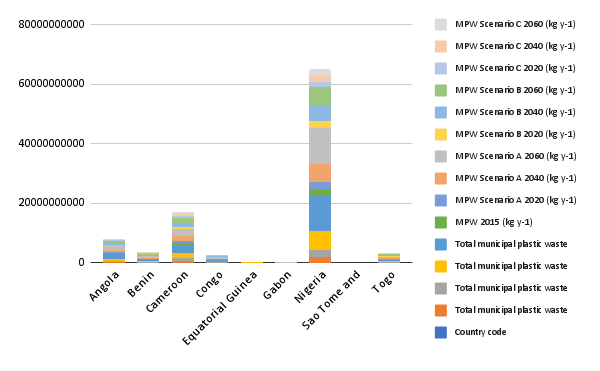 80000000000
60000000000
40000000000
20000000000
0
Angola
Benin
Cameroon
Congo
Equatorial Guinea
Gabon
Nigeria
Sao Tome and
Togo
MPW Scenario C 2060 (kg y-1)
MPW Scenario C 2040 (kg y-1)
MPW Scenario C 2020 (kg y-1)
MPW Scenario B 2060 (kg y-1)
MPW Scenario B 2040 (kg y-1)
MPW Scenario B 2020 (kg y-1)
MPW Scenario A 2060 (kg y-1)
MPW Scenario A 2040 (kg y-1)
MPW Scenario A 2020 (kg y-1)
MPW 2015 (kg y-1)
Total municipal plastic waste
Total municipal plastic waste
Total municipal plastic waste
Total municipal plastic waste
Country code